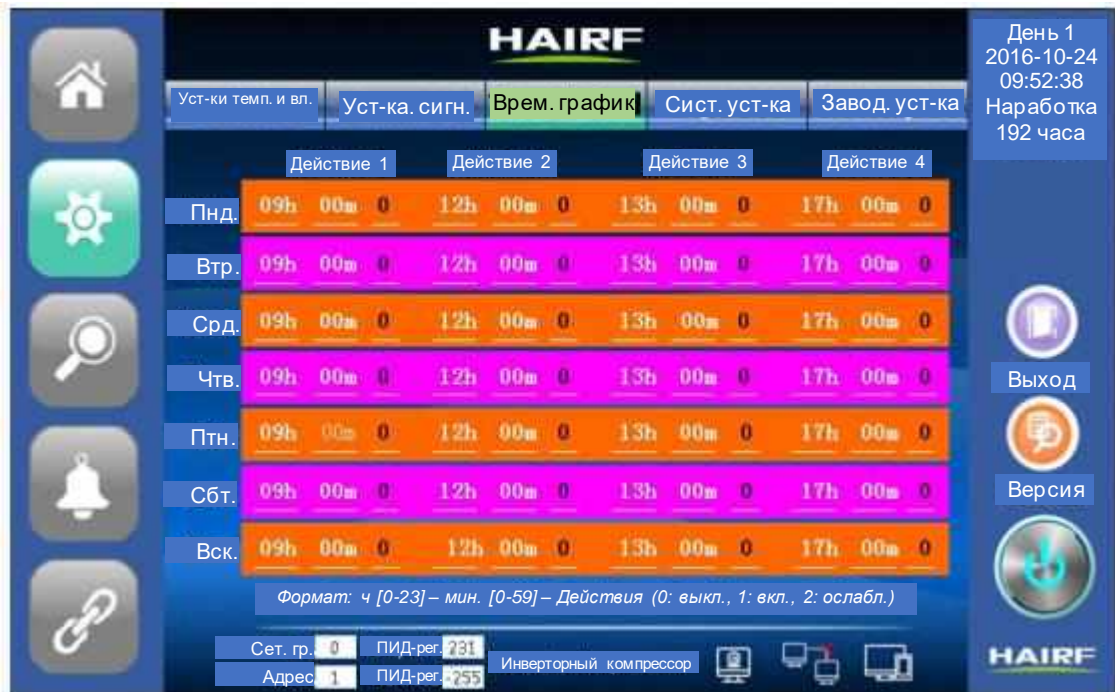 HAIRF
День 1
2016-10-24
09:52:38
Наработка
192 часа
Уст-ки темп. и вл. Уст-ка. сигн. Врем. график Сист. уст-ка Завод. уст-ка
Действие 1 Действие 2 Действие 3 Действие 4
Пнд. 09h 00m 0 12h 00m 0 13h 00m 0 17h 00m 0
Втр. 09h 00m 0 12h 00m 0 13h 00m 0 17h 00m 0
Срд. 09h 00m 0 12h 00m 0 13h 00m 0 17h 00m 0
Чтв. 09h 00m 0 12h 00m 0 13h 00m 0 17h 00m 0
Птн. 09h 00m 0 12h 00m 0 13h 00m 0 17h 00m 0
Сбт. 09h 00m 0 12h 00m 0 13h 00m 0 17h 00m 0
Вск. 09h 00m 0 12h 00m 0 13h 00m 0 17h 00m 0
Выход
Версия
Формат: ч [0-23] – мин. [0-59] – Действия (0: выкл., 1: вкл., 2: ослабл.)
Сет. гр. 0 ПИД-рег. 231
Инверторный компрессор
Адрес 1 ПИД-рег. -255
HAIRF